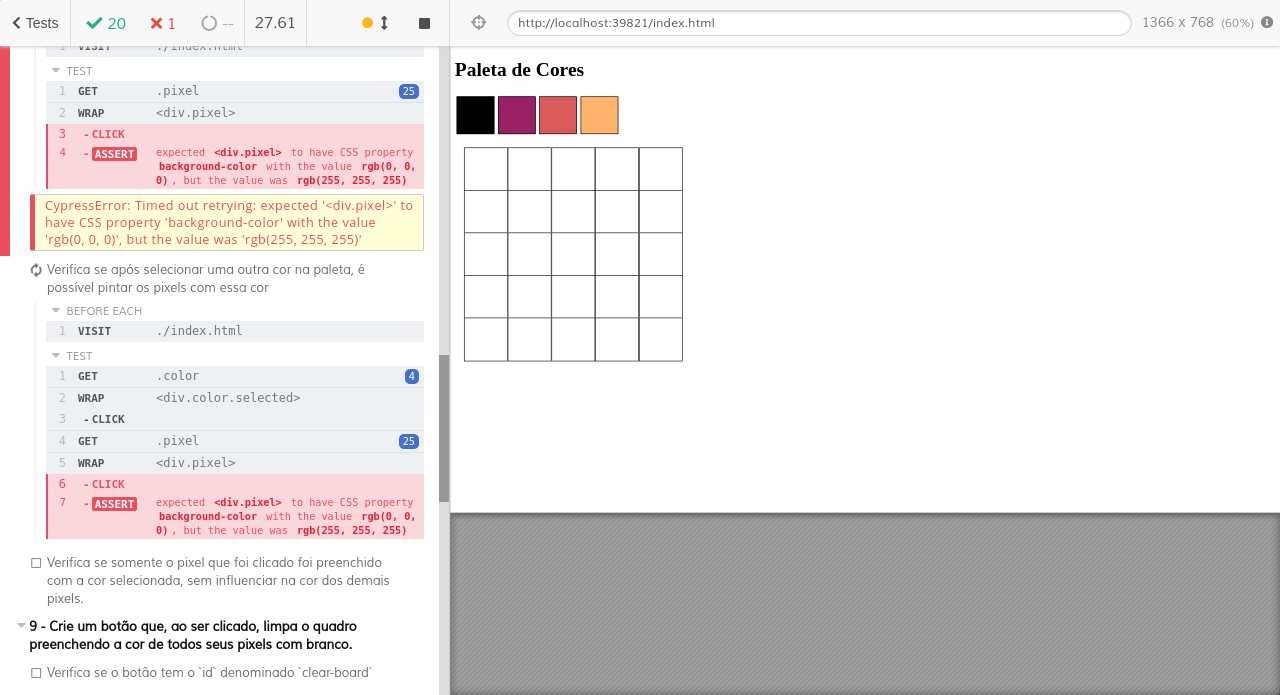 Tests 20 1 -- 27.61
http://localhost:39821/index.html 1366 x 768 (60%)
1 VISIT ./index.html
TEST
1 GET .pixel 25
2 WRAP <div.pixel>
3 - CLICK
4 - ASSERT expected <div.pixel> to have CSS property
background-color with the value rgb(0, 0,
0) , but the value was rgb(255, 255, 255)
CypressError: Timed out retrying: expected '<div.pixel>' to
have CSS property 'background-color' with the value
'rgb(0, 0, 0)', but the value was 'rgb(255, 255, 255)'
Verifica se após selecionar uma outra cor na paleta, é
possível pintar os pixels com essa cor
BEFORE EACH
1 VISIT ./index.html
TEST
1 GET .color 4
2 WRAP <div.color.selected>
3 - CLICK
4 GET .pixel 25
5 WRAP <div.pixel>
6 - CLICK
7 - ASSERT expected <div.pixel> to have CSS property
background-color with the value rgb(0, 0,
0) , but the value was rgb(255, 255, 255)
Verifica se somente o pixel que foi clicado foi preenchido
com a cor selecionada, sem influenciar na cor dos demais
pixels.
9 - Crie um botão que, ao ser clicado, limpa o quadro
preenchendo a cor de todos seus pixels com branco.
Verifica se o botão tem o `id` denominado `clear-board`
Paleta de Cores